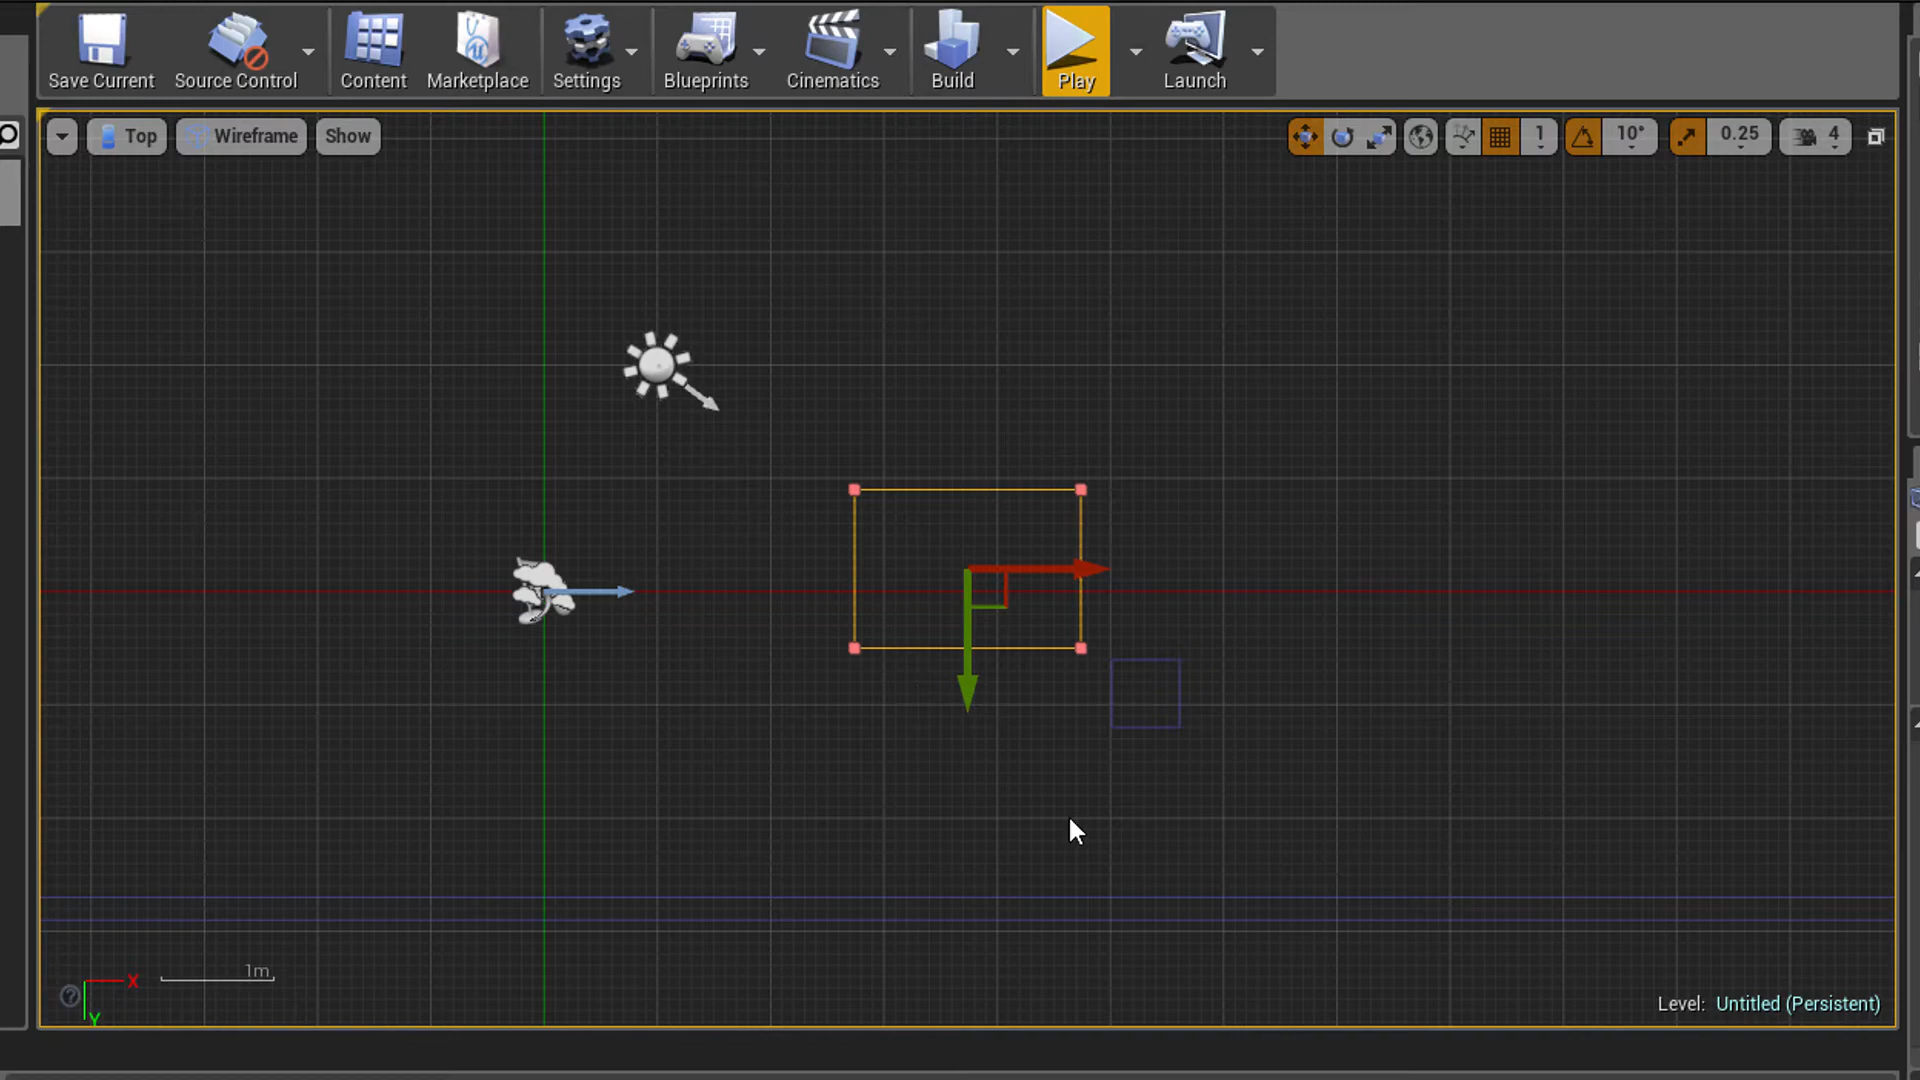 Save Current
Source Control
Content
Marketplace
Settings
Blueprints
Cinematics
Build
Play
Launch
Top
Wireframe
Show
1
10°
0.25
4
1m
X
Y
Level: Untitled (Persistent)